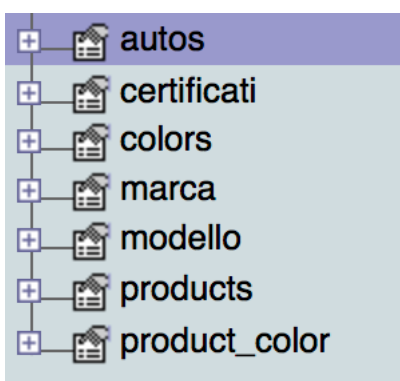 autos
certificati
colors
marca
modello
products
product_color